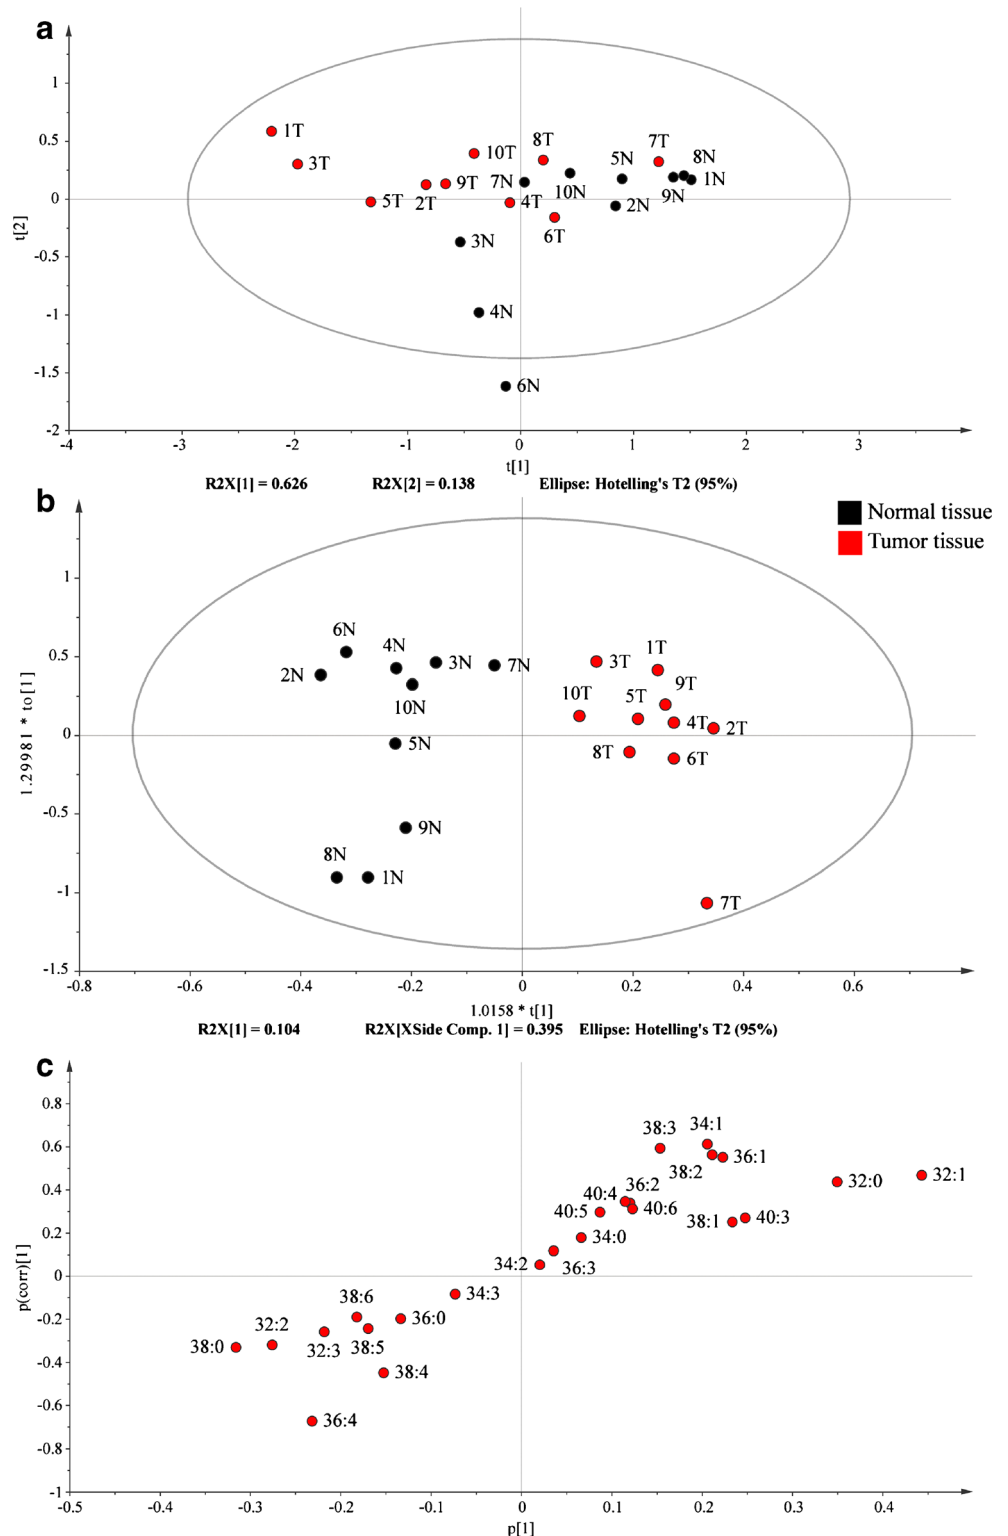 a
t[2]
1
0.5
0
-0.5
-1
-1.5
-2
1T
3T
5T
2T
9T
10T
7N
8T
4T
10N
6T
5N
2N
7T
8N
9N
1N
3N
4N
6N
-4
-3
-2
-1
0
1
2
3
t[1]
R2X[1] = 0.626
R2X[2] = 0.138
Ellipse: Hotelling's T2 (95%)
b
Normal tissue
Tumor tissue
1.29981 * to[1]
1
0.5
0
-0.5
-1
-1.5
6N
2N
4N
3N
7N
10N
5N
9N
8N
1N
3T
1T
9T
10T
5T
4T
2T
8T
6T
7T
-0.8
-0.6
-0.4
-0.2
0
0.2
0.4
0.6
1.0158 * t[1]
R2X[1] = 0.104
R2X[XSide Comp. 1] = 0.395
Ellipse: Hotelling's T2 (95%)
c
p(corr)[1]
0.8
0.6
0.4
0.2
0
-0.2
-0.4
-0.6
-0.8
-1
38:3
34:1
38:2
36:1
32:0
32:1
40:4
36:2
40:5
40:6
38:1
40:3
34:0
34:2
36:3
34:3
38:6
36:0
32:2
38:0
32:3
38:5
38:4
36:4
-0.5
-0.4
-0.3
-0.2
-0.1
0
0.1
0.2
0.3
0.4
p[1]